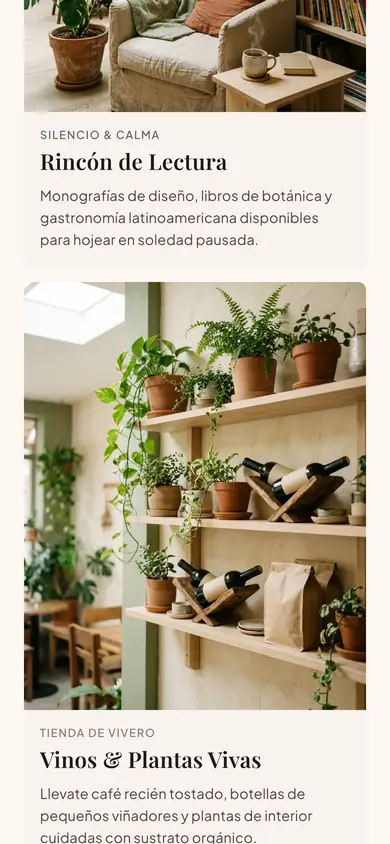 SILENCIO & CALMA
Rincón de Lectura
Monografías de diseño, libros de botánica y
gastronomía latinoamericana disponibles
para hojear en soledad pausada.
TIENDA DE VIVERO
Vinos & Plantas Vivas
Llevate café recién tostado, botellas de
pequeños viñadores y plantas de interior
cuidadas con sustrato orgánico.